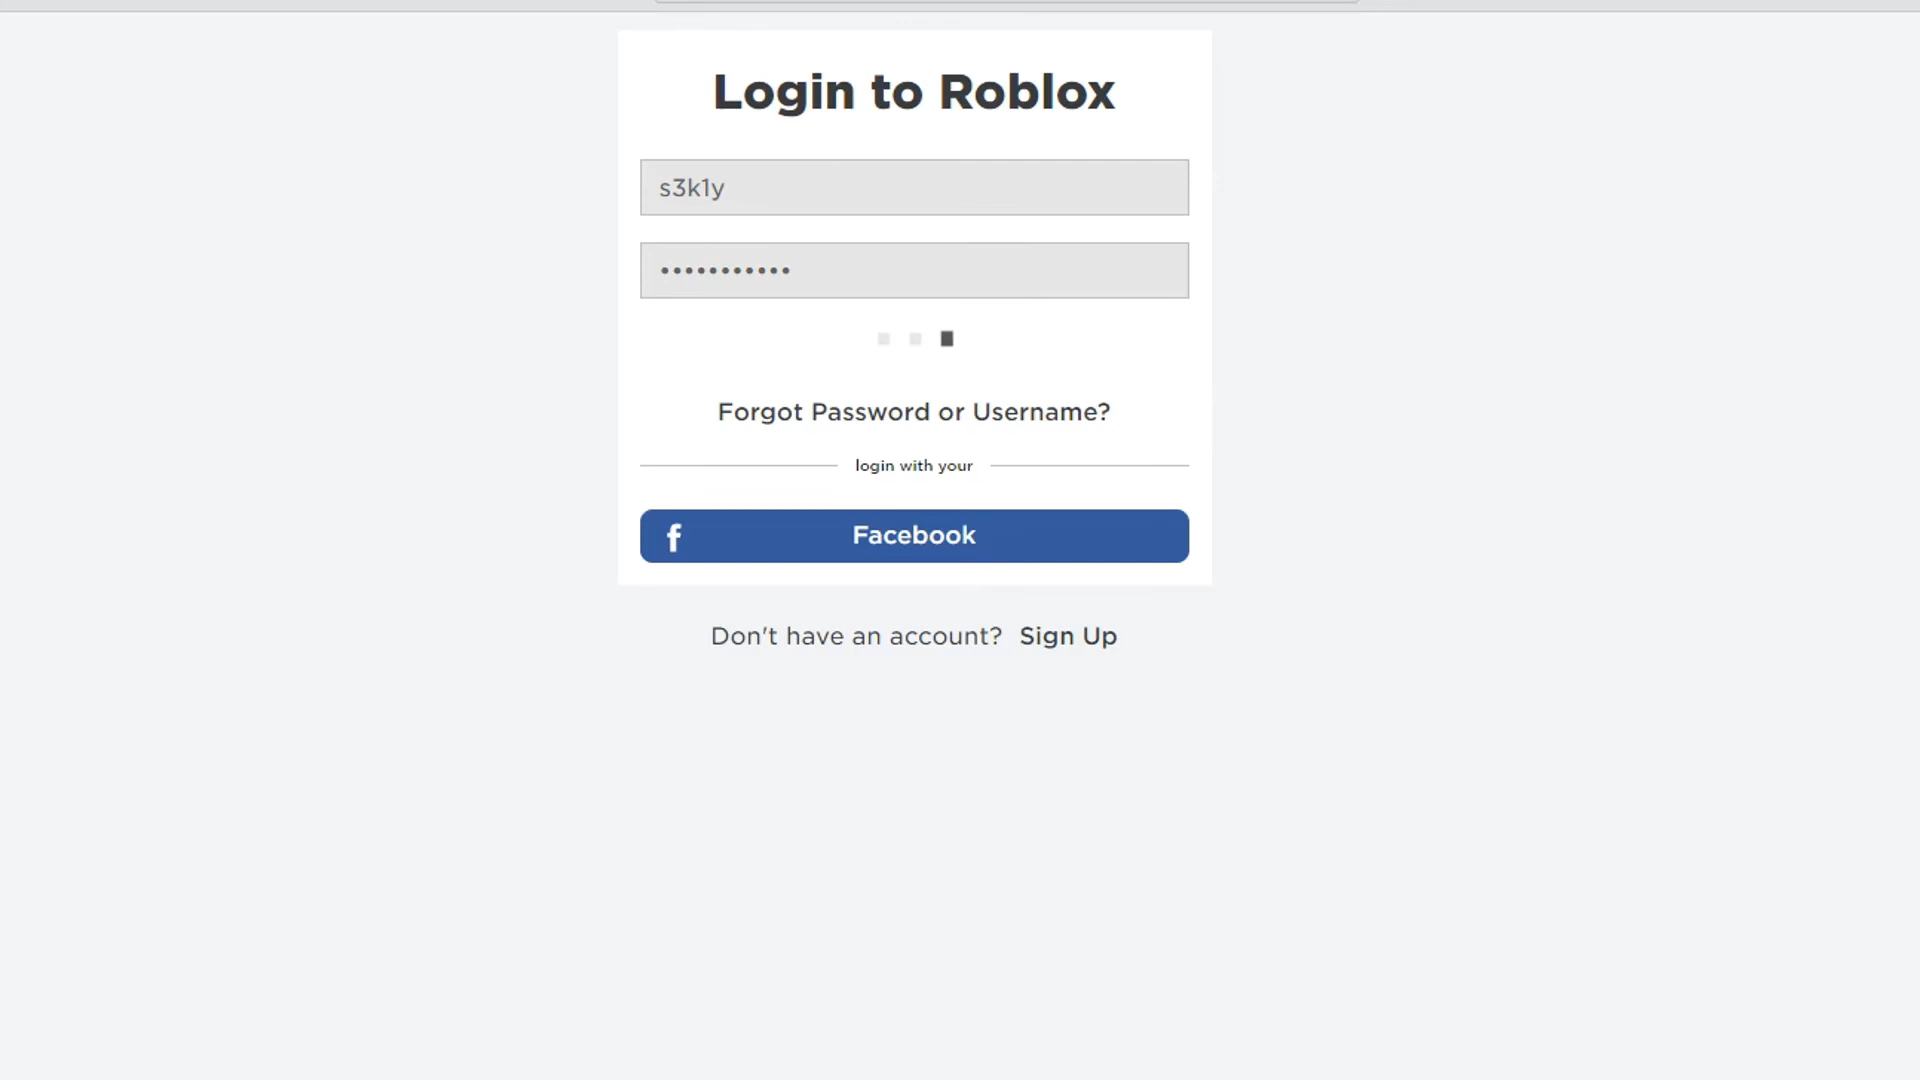 Login to Roblox
s3k1y
•••••••••••
Forgot Password or Username?
login with your
f Facebook
Don't have an account? Sign Up